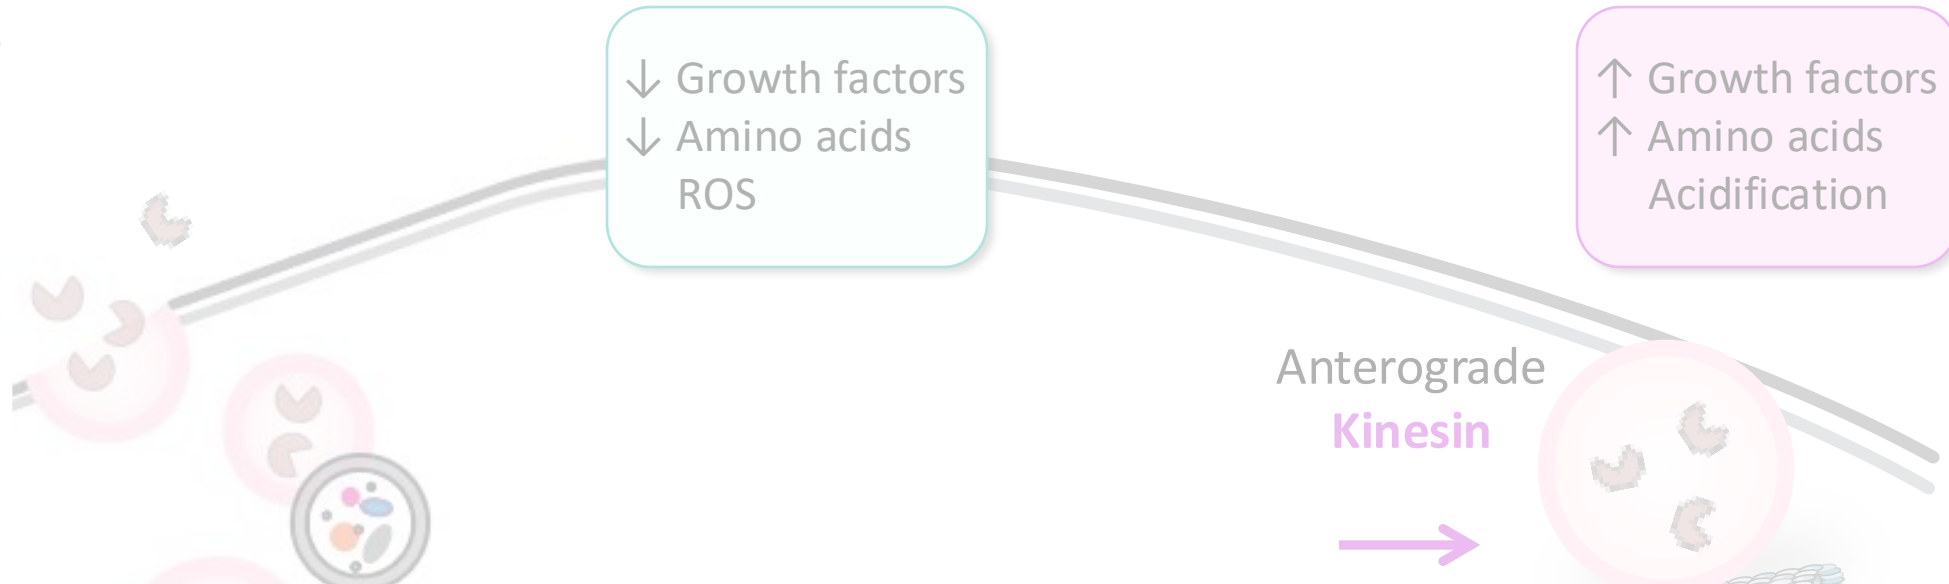 ↓ Growth factors
↓ Amino acids
ROS
↑ Growth factors
↑ Amino acids
Acidification
Anterograde
Kinesin